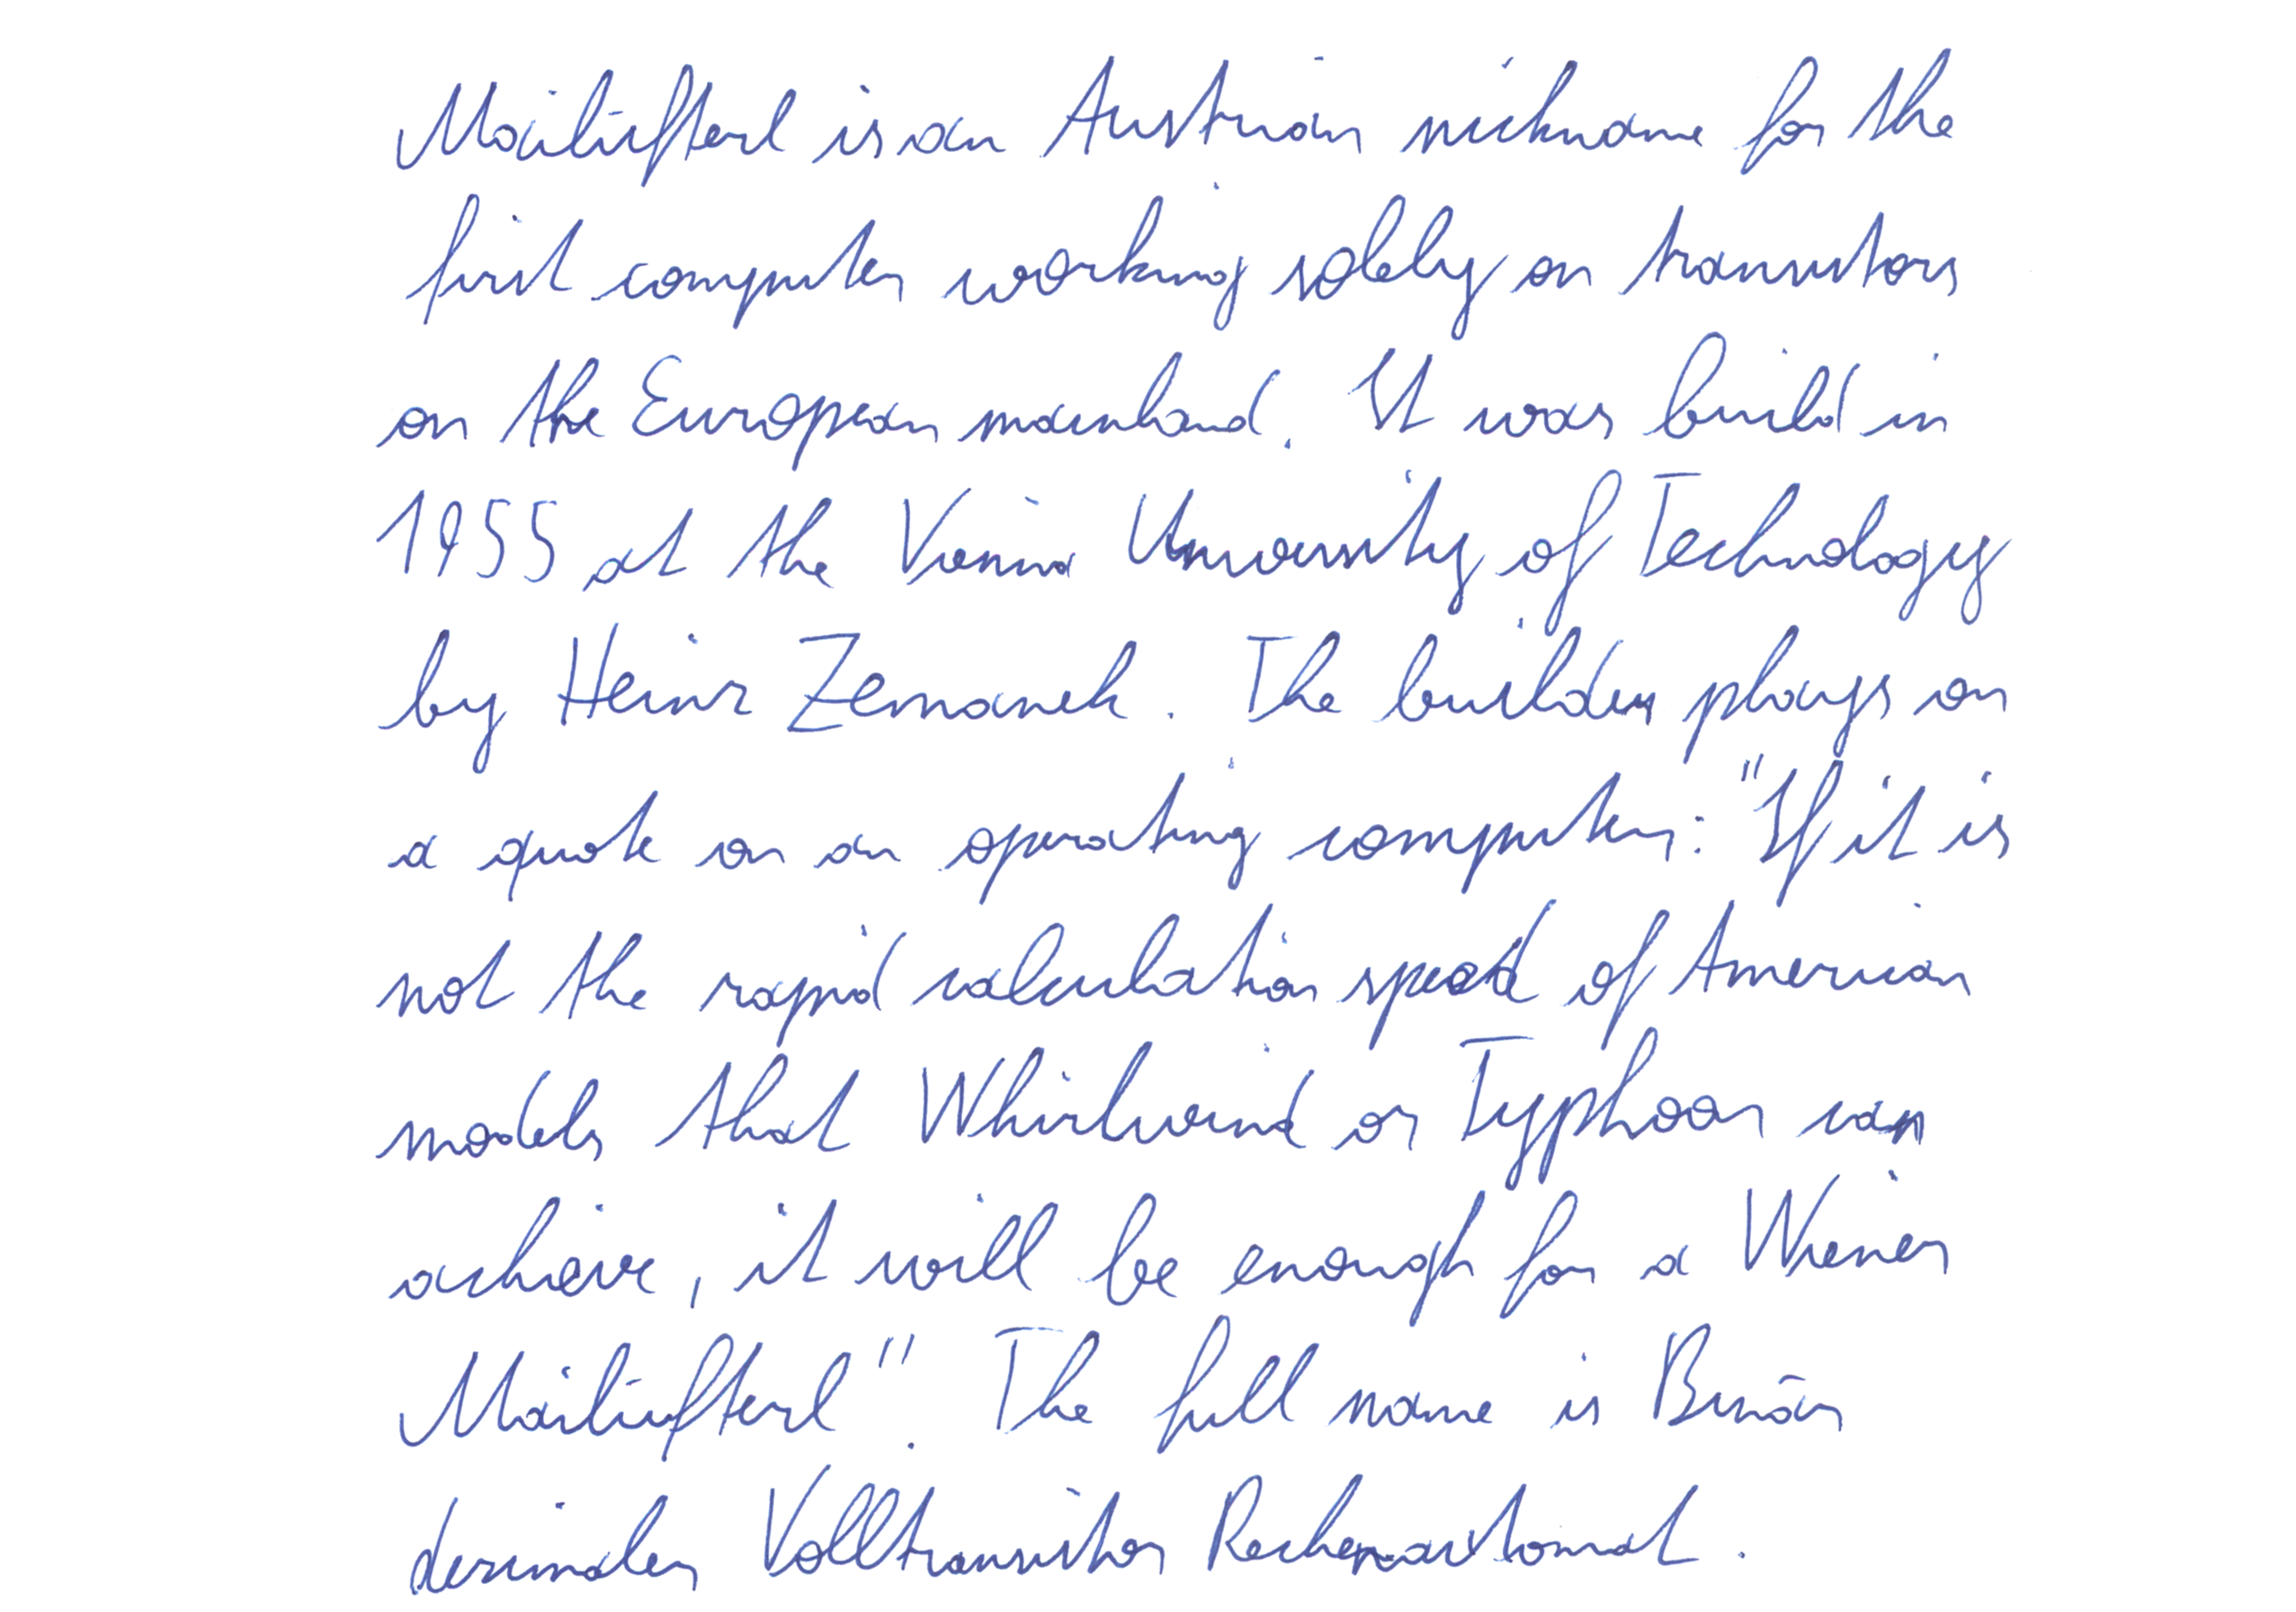 Mailüfterl is an Austrian nickname for the
first computer working solely on transistors
on the European mainland. It was build in
1955 at the Vienna University of Technology
by Heinz Zemanek. The builder plays on
a quote on an operating computer: "If it is
not the rapid calculation speed of American
models that Whirlwind or Typhoon can
achieve, it will be enough for a Wiener
Mailüfterl". The full name is Binär
dezimaler Volltransistor Rechenautomat.